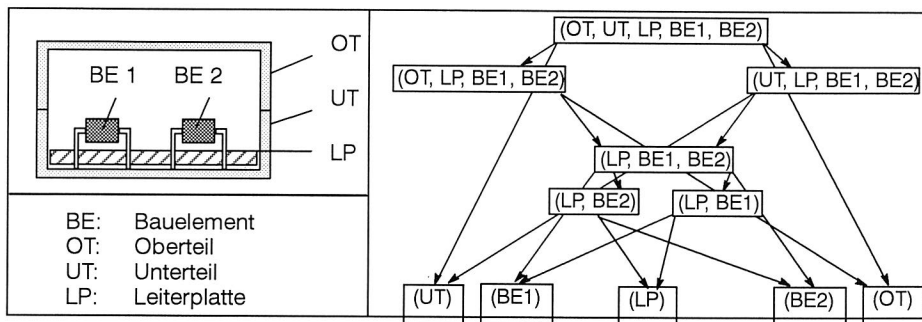 OT
BE 1 BE 2
UT
LP
BE: Bauelement
OT: Oberteil
UT: Unterteil
LP: Leiterplatte
(OT, UT, LP, BE1, BE2)
(OT, LP, BE1, BE2) (UT, LP, BE1, BE2)
(LP, BE1, BE2)
(LP, BE2) (LP, BE1)
(UT) (BE1) (LP) (BE2) (OT)